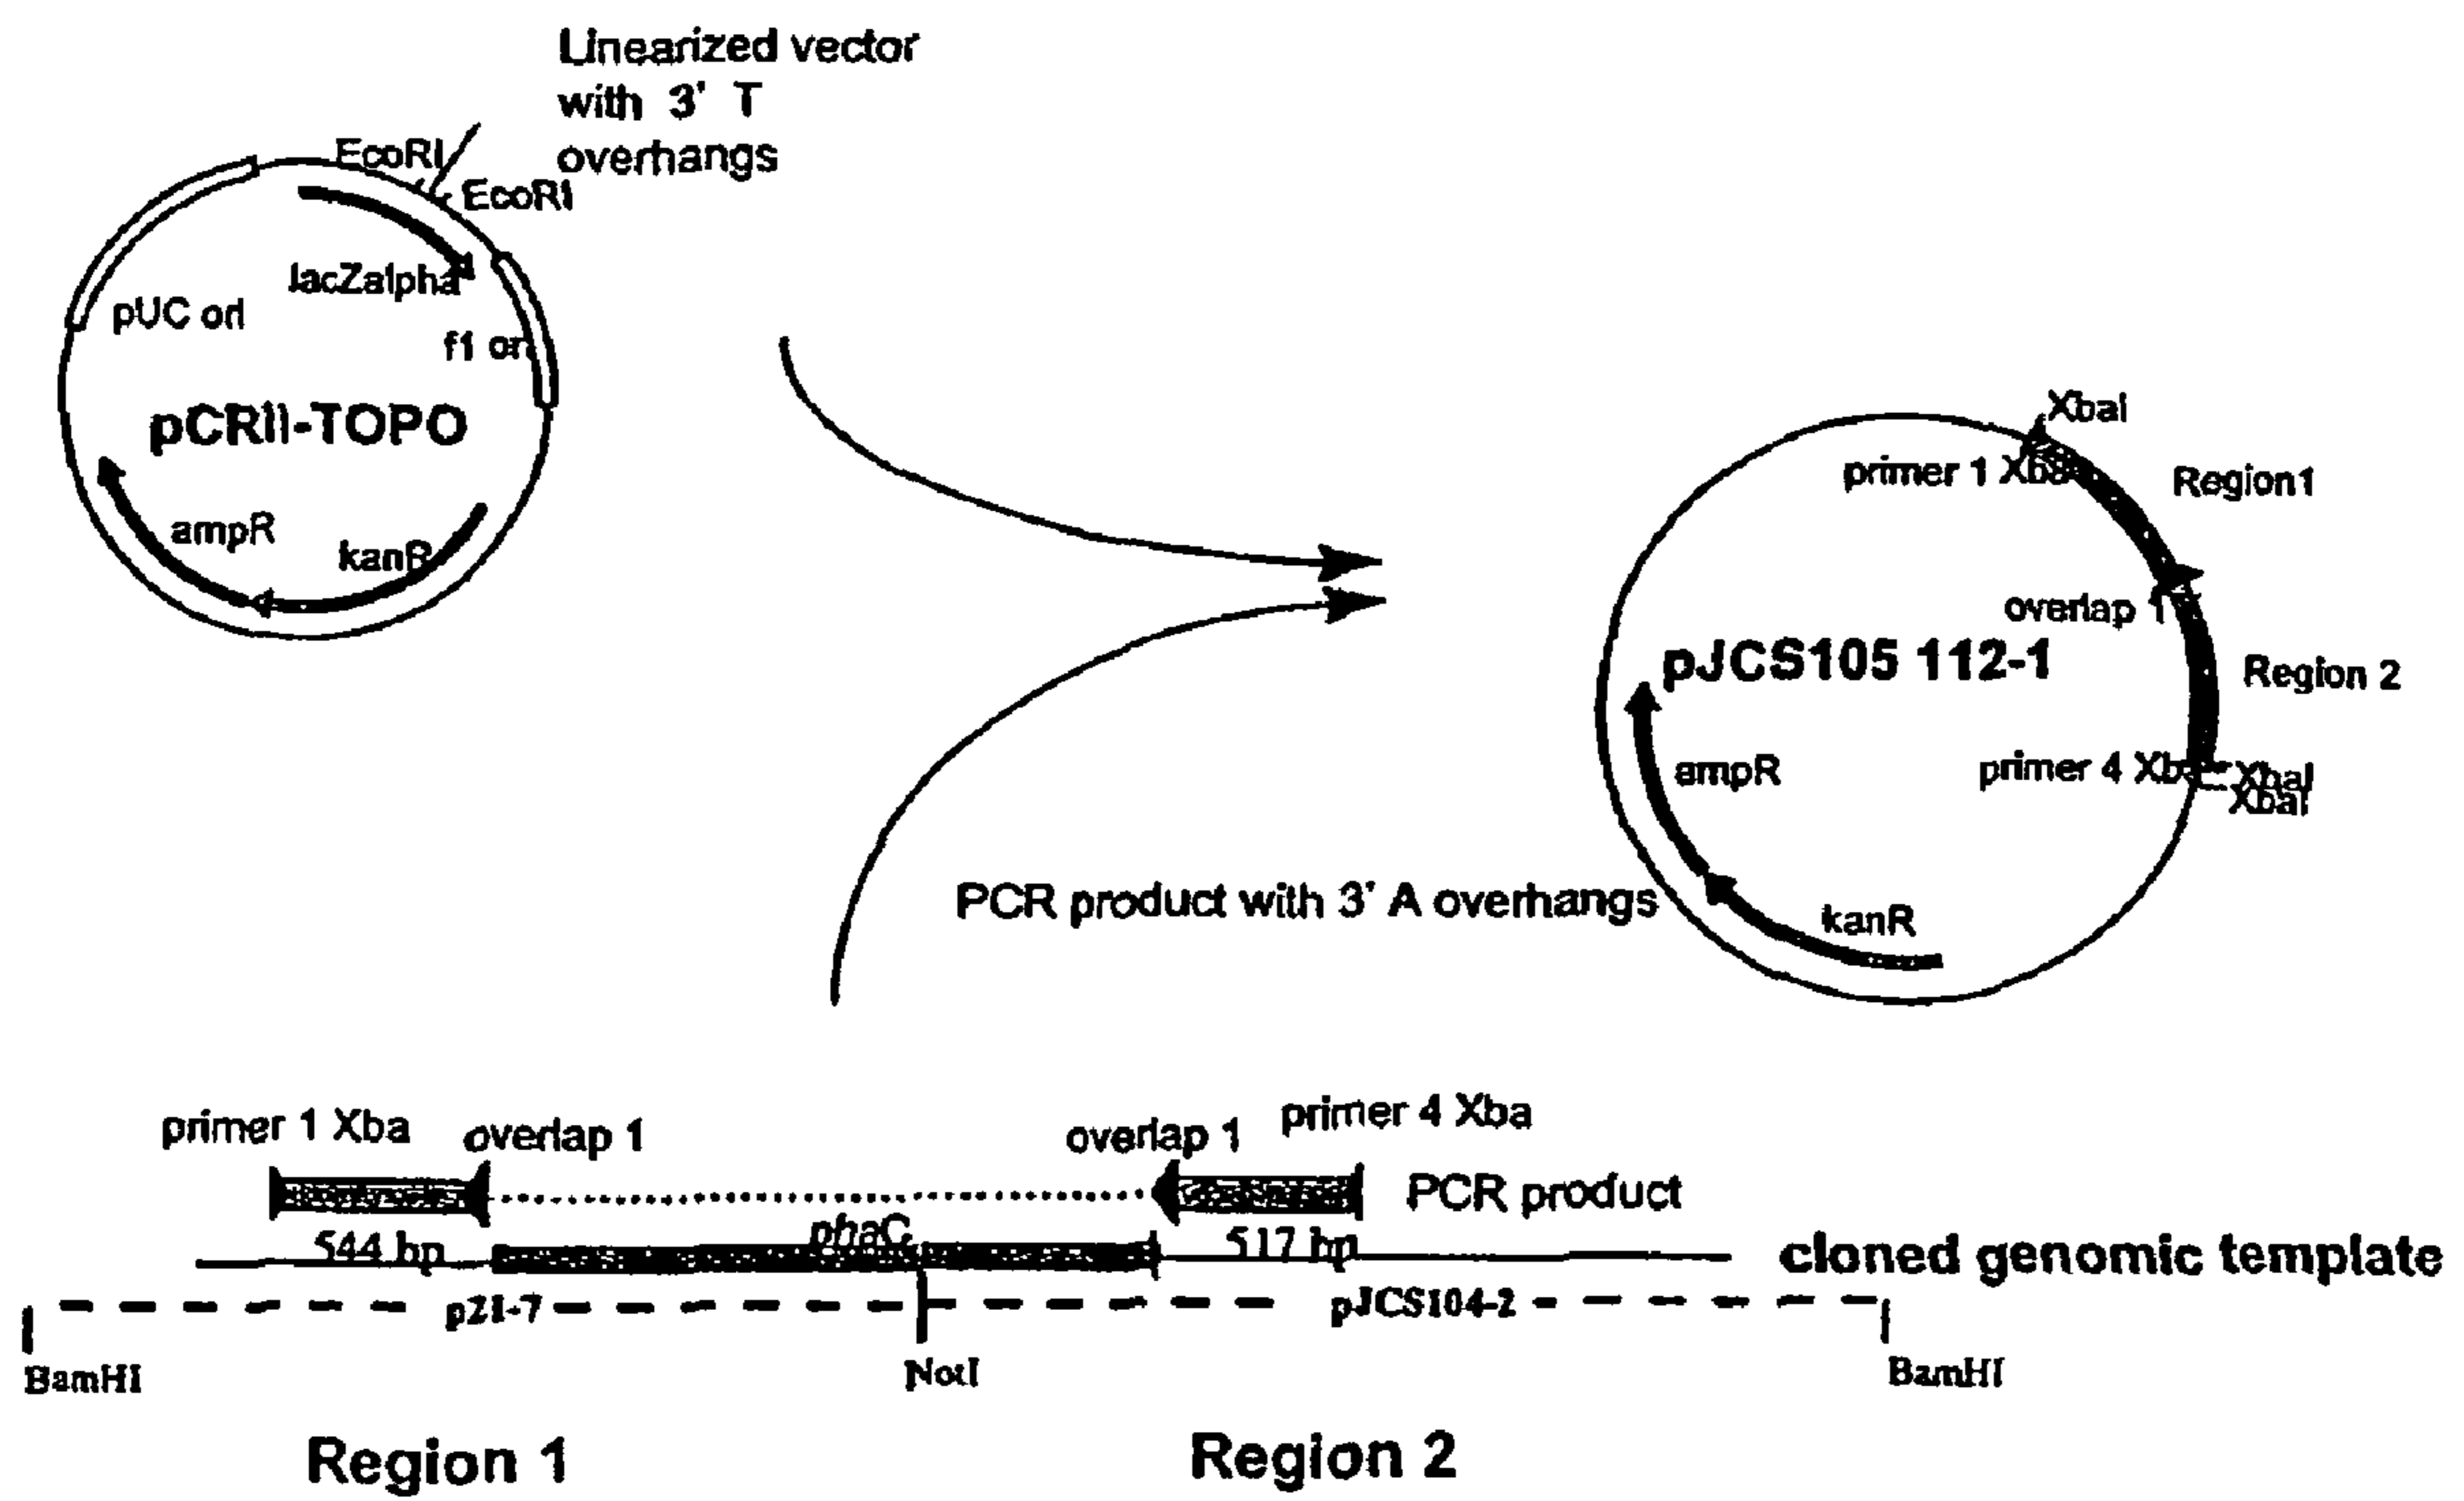 Linearized vector
with 3' T
overhangs
EcoRI
EcoRI
lacZalpha
pUC ori
f1 ori
pCRII-TOPO
ampR
kanR
XbaI
primer 1 Xba
Region1
overlap 1
pJCS105 112-1
Region 2
primer 4 Xba
XbaI
XbaI
ampR
kanR
PCR product with 3' A overhangs
primer 1 Xba
overlap 1
overlap 1
primer 4 Xba
PCR product
phaC
544 bp
517 bp
cloned genomic template
p21-7
pJCS104-2
BamHI
NotI
BamHI
Region 1
Region 2